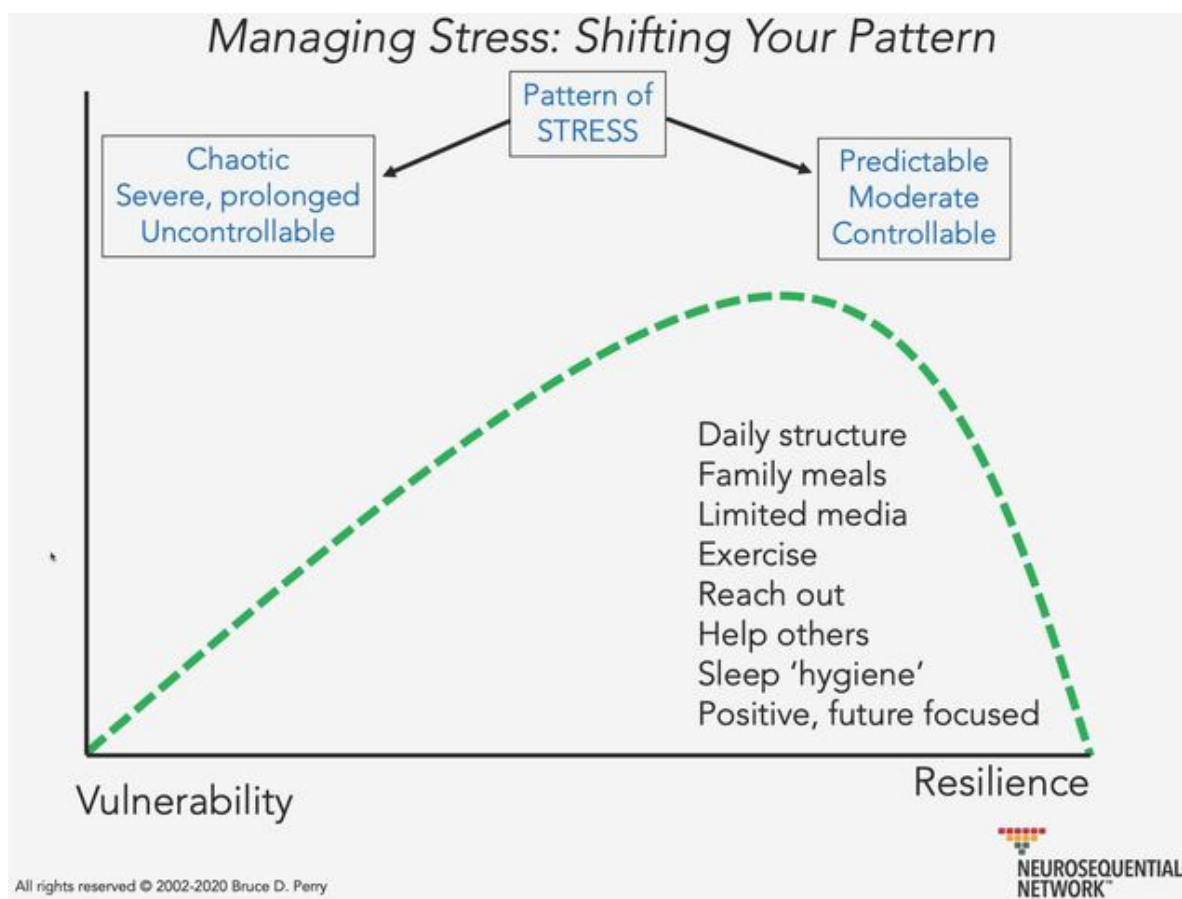 Managing Stress: Shifting Your Pattern
Pattern of
STRESS
Chaotic
Severe, prolonged
Uncontrollable
Predictable
Moderate
Controllable
Daily structure
Family meals
Limited media
Exercise
Reach out
Help others
Sleep ‘hygiene’
Positive, future focused
Vulnerability
Resilience
All rights reserved © 2002-2020 Bruce D. Perry
NEUROSEQUENTIAL
NETWORK™